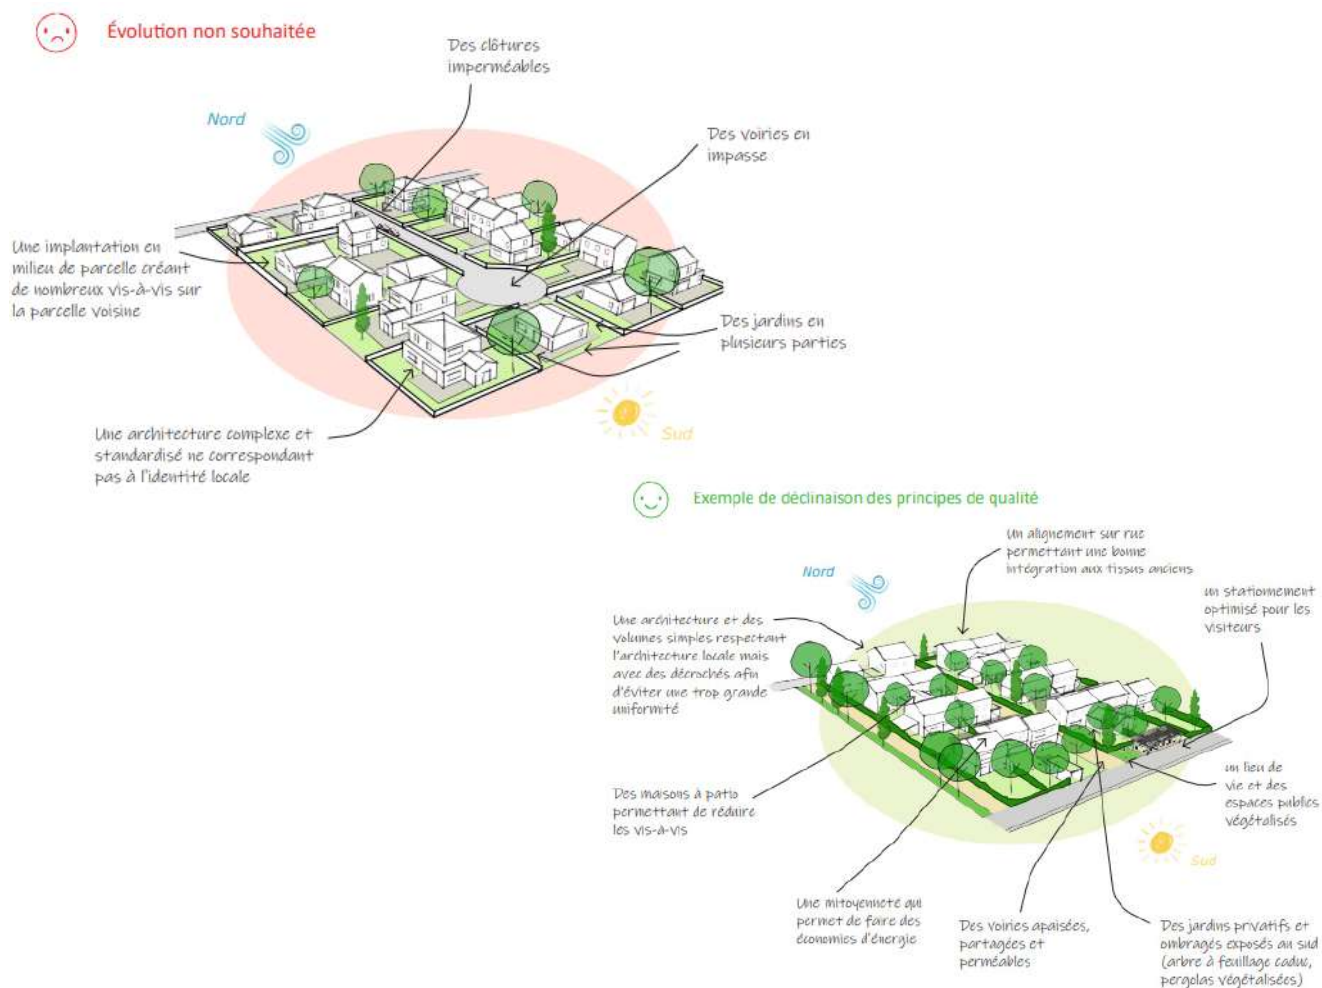 Évolution non souhaitée
Des clôtures
imperméables
Nord
Des voiries en
impasse
Une implantation en
milieu de parcelle créant
de nombreux vis-à-vis sur
la parcelle voisine
Des jardins en
plusieurs parties
Sud
Une architecture complexe et
standardisé ne correspondant
pas à l'identité locale
Exemple de déclinaison des principes de qualité
Un alignement sur rue
permettant une bonne
intégration aux tissus anciens
Nord
un stationnement
optimisé pour les
visiteurs
Une architecture et des
volumes simples respectant
l'architecture locale mais
avec des décrochés afin
d'éviter une trop grande
uniformité
Des maisons à patio
permettant de réduire
les vis-à-vis
un lieu de
vie et des
espaces publics
végétalisés
Sud
Une mitoyenneté qui
permet de faire des
économies d'énergie
Des voiries apaisées,
partagées et
perméables
Des jardins privatifs et
ombragés exposés au sud
(arbre à feuillage caduc,
pergolas végétalisées)